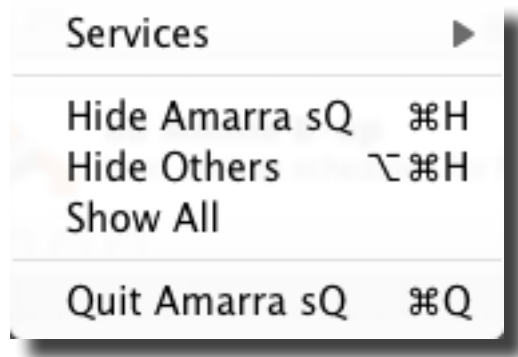 Services ▶
Hide Amarra sQ ⌘H
Hide Others ⌥⌘H
Show All
Quit Amarra sQ ⌘Q